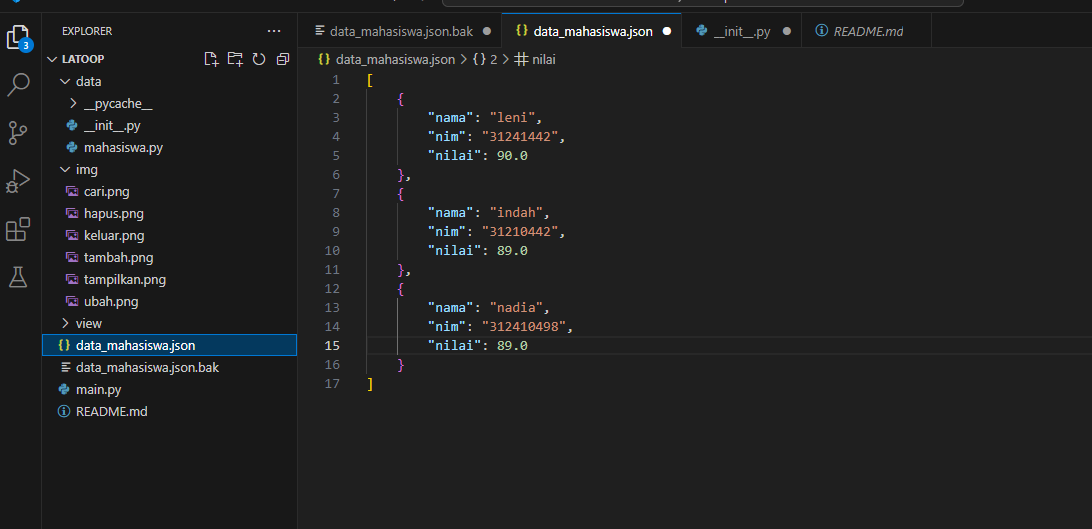 EXPLORER
···
LATOOP
data
__pycache__
__init__.py
mahasiswa.py
img
cari.png
hapus.png
keluar.png
tambah.png
tampilkan.png
ubah.png
view
data_mahasiswa.json
data_mahasiswa.json.bak
main.py
README.md
3
data_mahasiswa.json.bak
data_mahasiswa.json
__init__.py
README.md
data_mahasiswa.json > {} 2 > nilai
1 [
2 {
3 "nama": "leni",
4 "nim": "31241442",
5 "nilai": 90.0
6 },
7 {
8 "nama": "indah",
9 "nim": "31210442",
10 "nilai": 89.0
11 },
12 {
13 "nama": "nadia",
14 "nim": "312410498",
15 "nilai": 89.0
16 }
17 ]